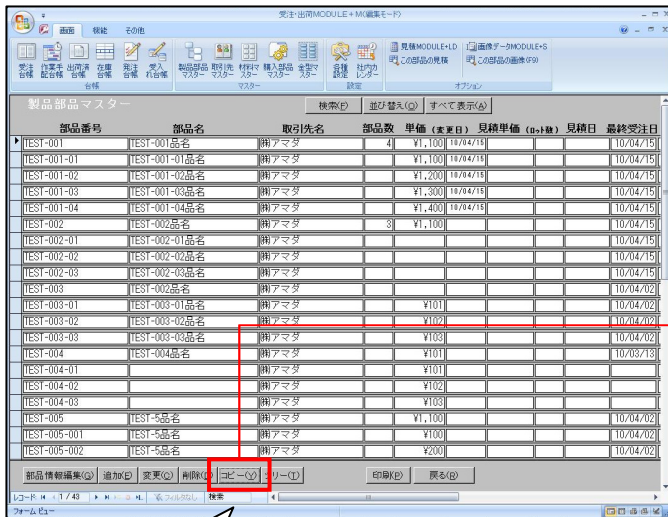 受注・出荷MODULE+MK(編集モード)
画面 機能 その他
受注台帳 作業手配台帳 出荷済台帳 在庫台帳 発注台帳 受入れ台帳 製品部品マスター 取引先マスター 材料マスター 購入部品マスター 金型マスター 各種設定 社内カレンダー 見積MODULE+LD 画像データMODULE+S
この部品の見積 この部品の画像(F9)
台帳 マスター 設定 オプション
製品部品マスター 検索(F) 並び替え(O) すべて表示(A)
部品番号 部品名 取引先名 部品数 単価 (変更日) 見積単価 (ロット数) 見積日 最終受注日
TEST-001 TEST-001品名 ㈱アマダ 4 ¥1,100 10/04/15 10/04/15
TEST-001-01 TEST-001-01品名 ㈱アマダ ¥1,100 10/04/15 10/04/15
TEST-001-02 TEST-001-02品名 ㈱アマダ ¥1,200 10/04/15 10/04/15
TEST-001-03 TEST-001-03品名 ㈱アマダ ¥1,300 10/04/15 10/04/15
TEST-001-04 TEST-001-04品名 ㈱アマダ ¥1,400 10/04/15 10/04/15
TEST-002 TEST-002品名 ㈱アマダ 3 ¥1,100 10/04/15
TEST-002-01 TEST-002-01品名 ㈱アマダ 10/04/15
TEST-002-02 TEST-002-02品名 ㈱アマダ 10/04/15
TEST-002-03 TEST-002-03品名 ㈱アマダ 10/04/15
TEST-003 TEST-002品名 ㈱アマダ 10/04/02
TEST-003-01 TEST-003-01品名 ㈱アマダ ¥101 10/04/02
TEST-003-02 TEST-003-02品名 ㈱アマダ ¥102 10/04/02
TEST-003-03 TEST-003-03品名 ㈱アマダ ¥103 10/04/02
TEST-004 TEST-004品名 ㈱アマダ ¥101 10/03/13
TEST-004-01 ㈱アマダ ¥101
TEST-004-02 ㈱アマダ ¥102
TEST-004-03 ㈱アマダ ¥103
TEST-005 TEST-5品名 ㈱アマダ ¥1,100 10/04/02
TEST-005-001 TEST-5品名 ㈱アマダ ¥100 10/04/02
TEST-005-002 TEST-5品名 ㈱アマダ ¥200 10/04/02
部品情報編集(G) 追加(E) 変更(C) 削除(D) コピー(Y) ツリー(T) 印刷(P) 戻る(R)
レコード: 1 / 43 フィルタなし 検索
フォーム ビュー